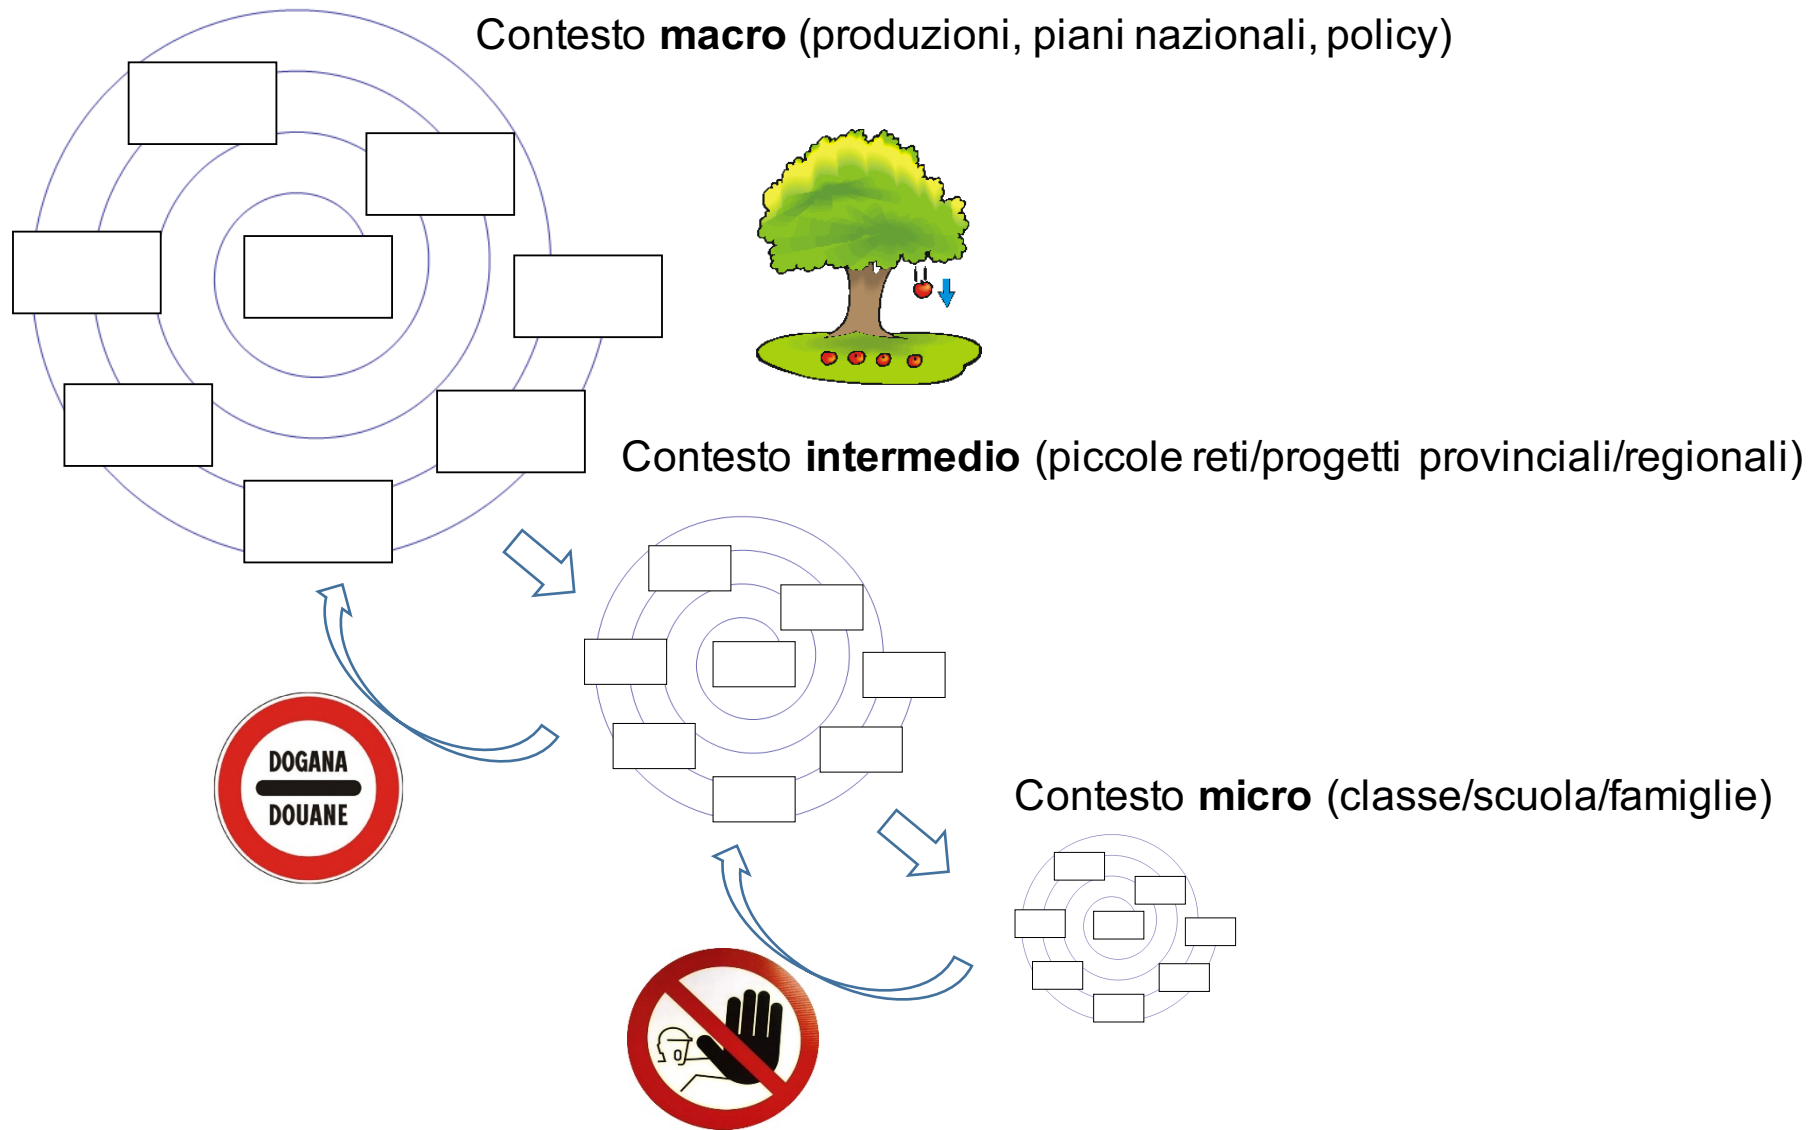 Contesto macro (produzioni, piani nazionali, policy)
Contesto intermedio (piccole reti/progetti provinciali/regionali)
DOGANA
DOUANE
Contesto micro (classe/scuola/famiglie)